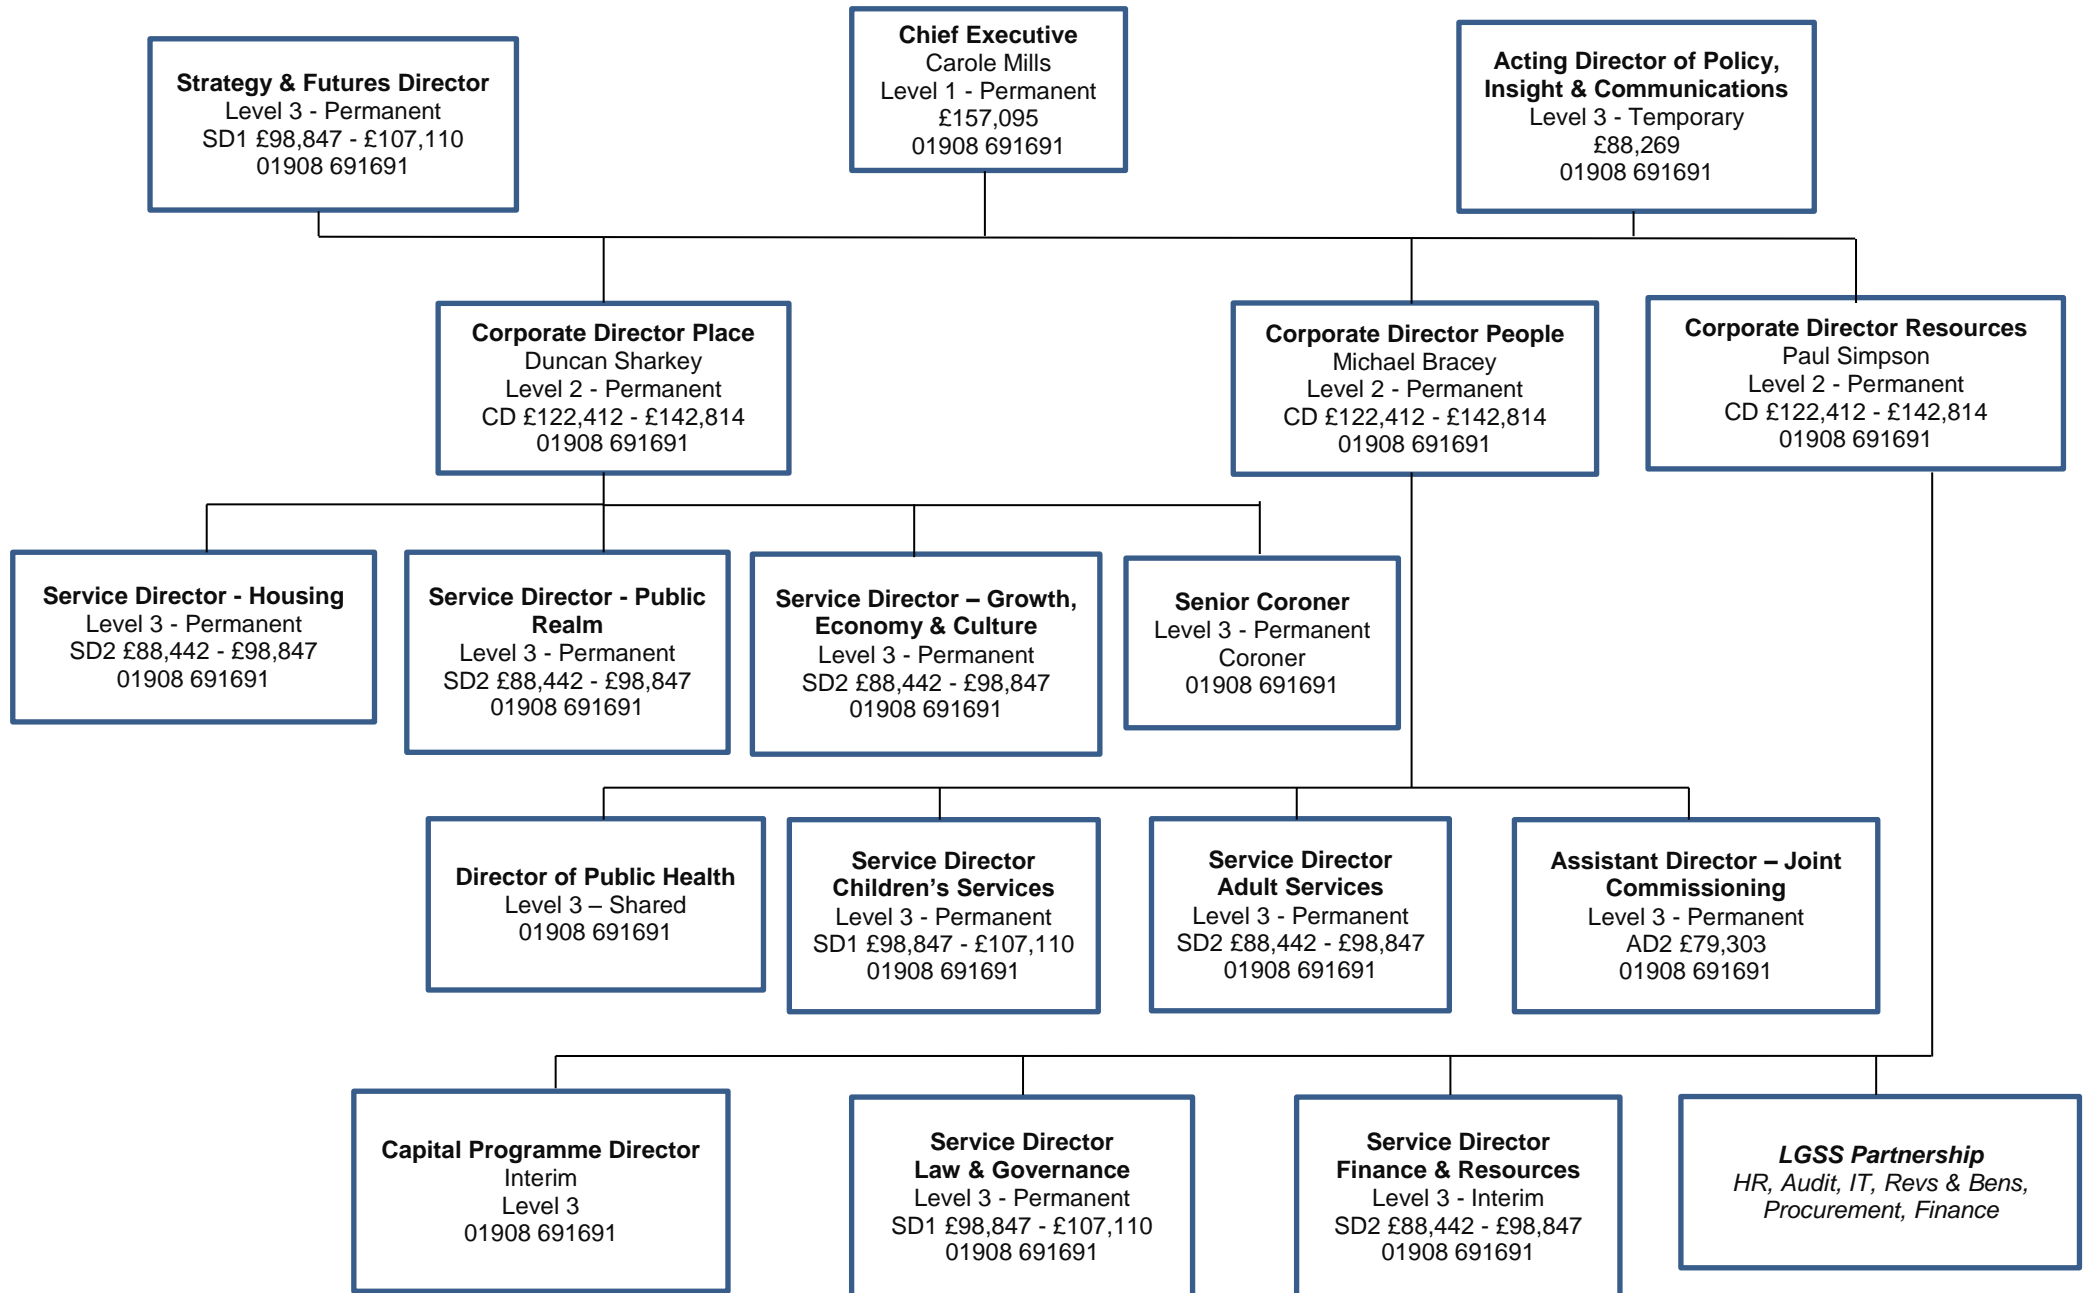 Strategy & Futures Director
Level 3 - Permanent
SD1 £98,847 - £107,110
01908 691691
Chief Executive
Carole Mills
Level 1 - Permanent
£157,095
01908 691691
Acting Director of Policy,
Insight & Communications
Level 3 - Temporary
£88,269
01908 691691
Corporate Director Place
Duncan Sharkey
Level 2 - Permanent
CD £122,412 - £142,814
01908 691691
Corporate Director People
Michael Bracey
Level 2 - Permanent
CD £122,412 - £142,814
01908 691691
Corporate Director Resources
Paul Simpson
Level 2 - Permanent
CD £122,412 - £142,814
01908 691691
Service Director - Housing
Level 3 - Permanent
SD2 £88,442 - £98,847
01908 691691
Service Director - Public
Realm
Level 3 - Permanent
SD2 £88,442 - £98,847
01908 691691
Service Director – Growth,
Economy & Culture
Level 3 - Permanent
SD2 £88,442 - £98,847
01908 691691
Senior Coroner
Level 3 - Permanent
Coroner
01908 691691
Director of Public Health
Level 3 – Shared
01908 691691
Service Director
Children’s Services
Level 3 - Permanent
SD1 £98,847 - £107,110
01908 691691
Service Director
Adult Services
Level 3 - Permanent
SD2 £88,442 - £98,847
01908 691691
Assistant Director – Joint
Commissioning
Level 3 - Permanent
AD2 £79,303
01908 691691
Capital Programme Director
Interim
Level 3
01908 691691
Service Director
Law & Governance
Level 3 - Permanent
SD1 £98,847 - £107,110
01908 691691
Service Director
Finance & Resources
Level 3 - Interim
SD2 £88,442 - £98,847
01908 691691
LGSS Partnership
HR, Audit, IT, Revs & Bens,
Procurement, Finance